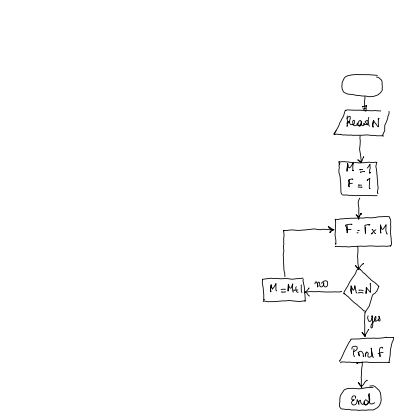 Read N
M = 1
F = 1
F = F x M
M = N
no
M = M+1
yes
Print F
End